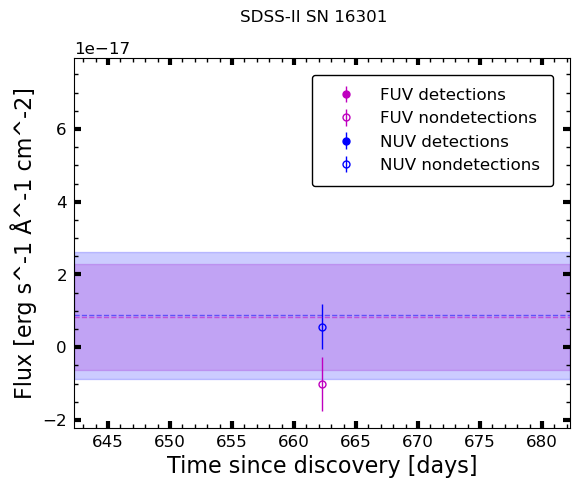 SDSS-II SN 16301
1e−17
FUV detections
FUV nondetections
NUV detections
NUV nondetections
6
4
2
0
−2
Flux [erg s^-1 Å^-1 cm^-2]
645 650 655 660 665 670 675 680
Time since discovery [days]